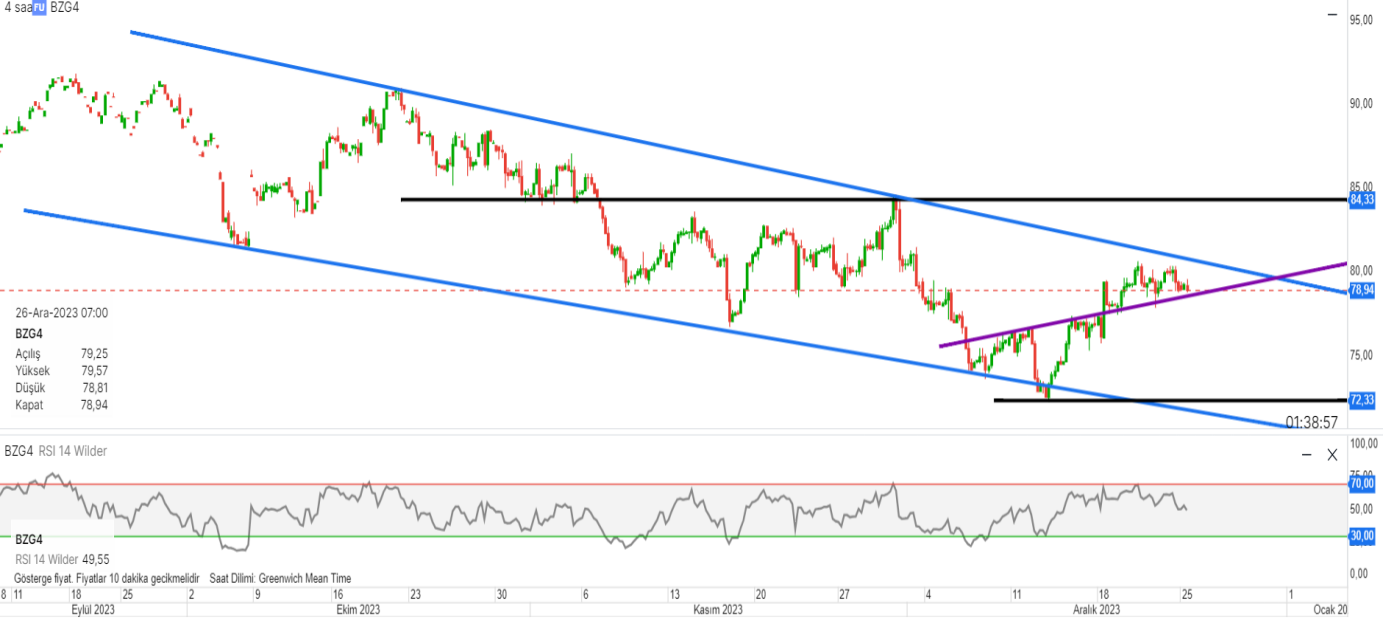 4 saa FU BZG4
95,00
90,00
85,00
84,33
80,00
78,94
75,00
72,33
26-Ara-2023 07:00
BZG4
Açılış 79,25
Yüksek 79,57
Düşük 78,81
Kapat 78,94
01:38:57
BZG4 RSI 14 Wilder
100,00
75,00
70,00
50,00
30,00
0,00
BZG4
RSI 14 Wilder 49,55
Gösterge fiyat. Fiyatlar 10 dakika gecikmelidir Saat Dilimi: Greenwich Mean Time
8 11 18 25 2 9 16 23 30 6 13 20 27 4 11 18 25 1
Eylül 2023 Ekim 2023 Kasım 2023 Aralık 2023 Ocak 20